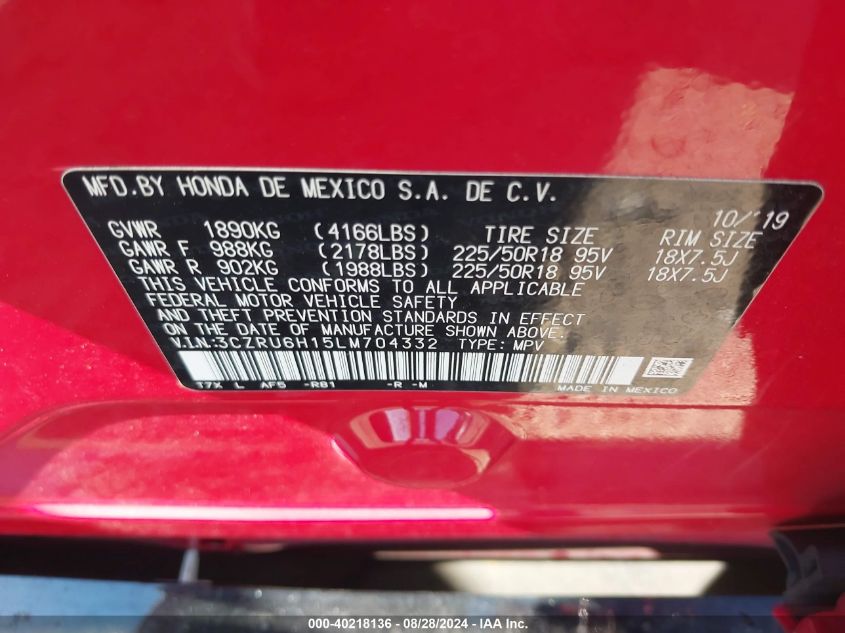 MFD.BY HONDA DE MEXICO S.A. DE C.V.
10/'19
GVWR 1890KG (4166LBS) TIRE SIZE RIM SIZE
GAWR F 988KG (2178LBS) 225/50R18 95V 18X7.5J
GAWR R 902KG (1988LBS) 225/50R18 95V 18X7.5J
THIS VEHICLE CONFORMS TO ALL APPLICABLE
FEDERAL MOTOR VEHICLE SAFETY
AND THEFT PREVENTION STANDARDS IN EFFECT
ON THE DATE OF MANUFACTURE SHOWN ABOVE.
V.IN:3CZRU6H15LM704332 TYPE: MPV
T7X L AF5 -RB1 -R -M MADE IN MEXICO
000-40218136 - 08/28/2024 - IAA Inc.